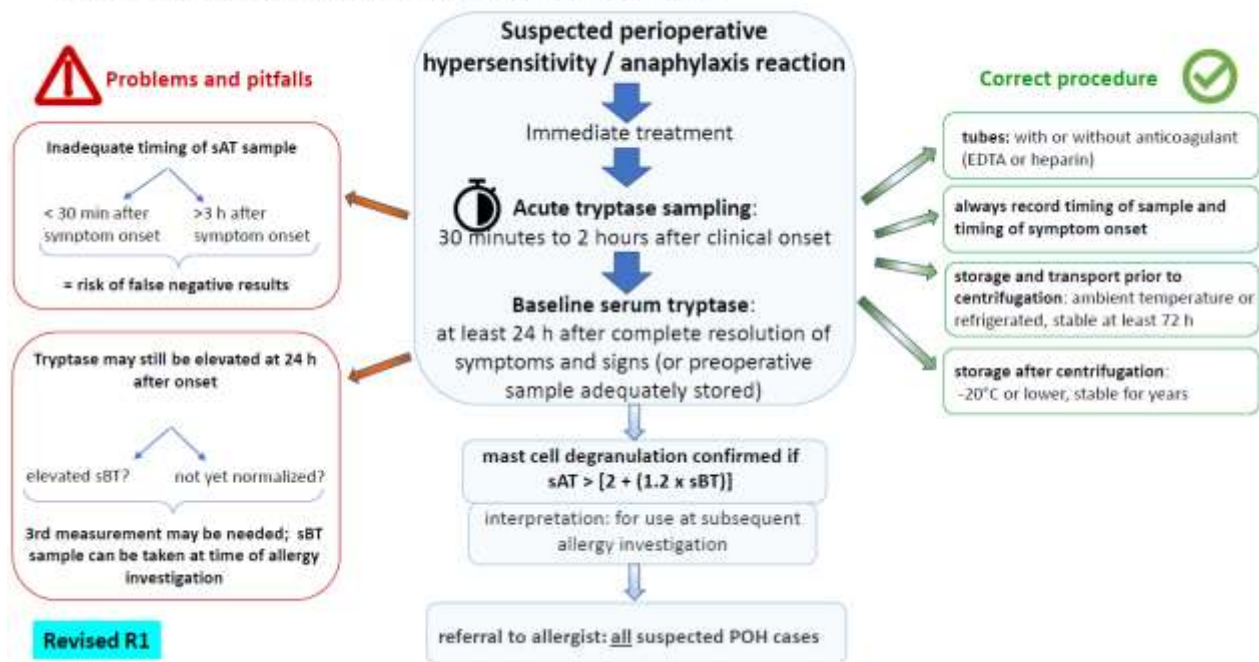 Suspected perioperative
hypersensitivity / anaphylaxis reaction
Immediate treatment
Acute tryptase sampling:
30 minutes to 2 hours after clinical onset
Baseline serum tryptase:
at least 24 h after complete resolution of
symptoms and signs (or preoperative
sample adequately stored)
mast cell degranulation confirmed if
sAT > [2 + (1.2 x sBT)]
interpretation: for use at subsequent
allergy investigation
referral to allergist: all suspected POH cases
Problems and pitfalls
Inadequate timing of sAT sample
< 30 min after
symptom onset
>3 h after
symptom onset
= risk of false negative results
Tryptase may still be elevated at 24 h
after onset
elevated sBT?
not yet normalized?
3rd measurement may be needed; sBT
sample can be taken at time of allergy
investigation
Revised R1
Correct procedure
tubes: with or without anticoagulant
(EDTA or heparin)
always record timing of sample and
timing of symptom onset
storage and transport prior to
centrifugation: ambient temperature or
refrigerated, stable at least 72 h
storage after centrifugation:
-20°C or lower, stable for years